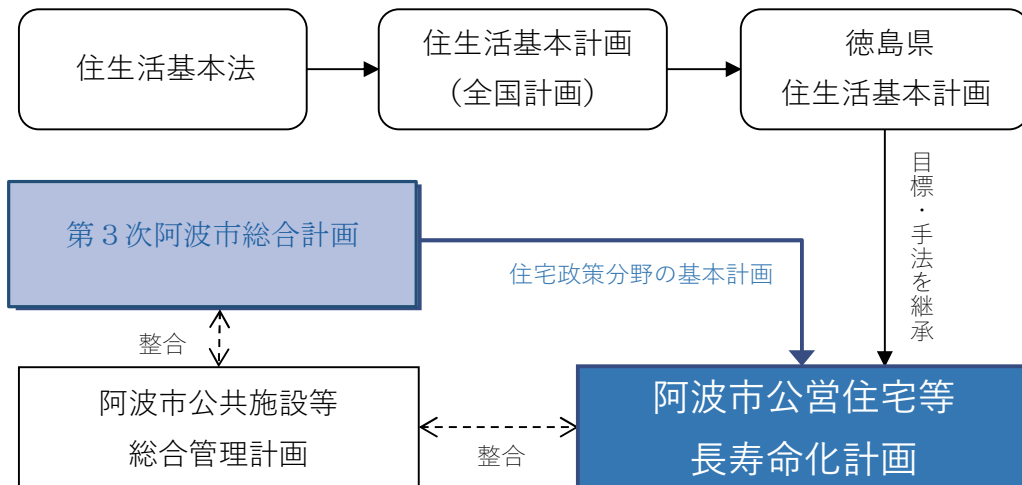 住生活基本法
住生活基本計画
（全国計画）
徳島県
住生活基本計画
目標・手法を継承
第３次阿波市総合計画
住宅政策分野の基本計画
整合
阿波市公共施設等
総合管理計画
整合
阿波市公営住宅等
長寿命化計画